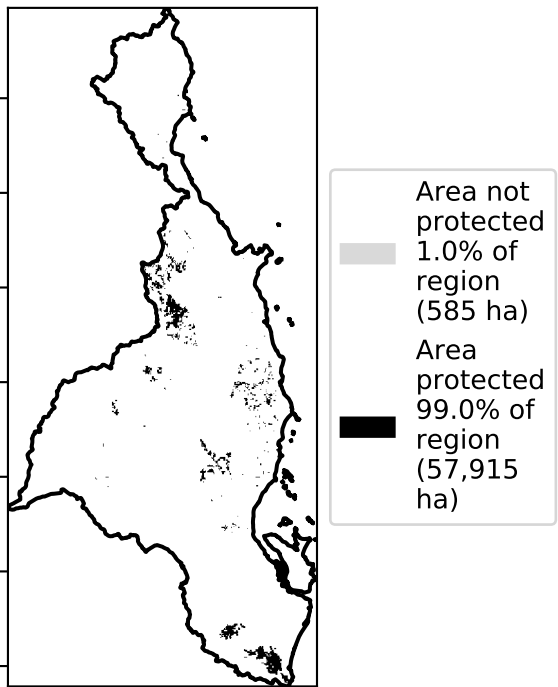 Area not
protected
1.0% of
region
(585 ha)
Area
protected
99.0% of
region
(57,915
ha)